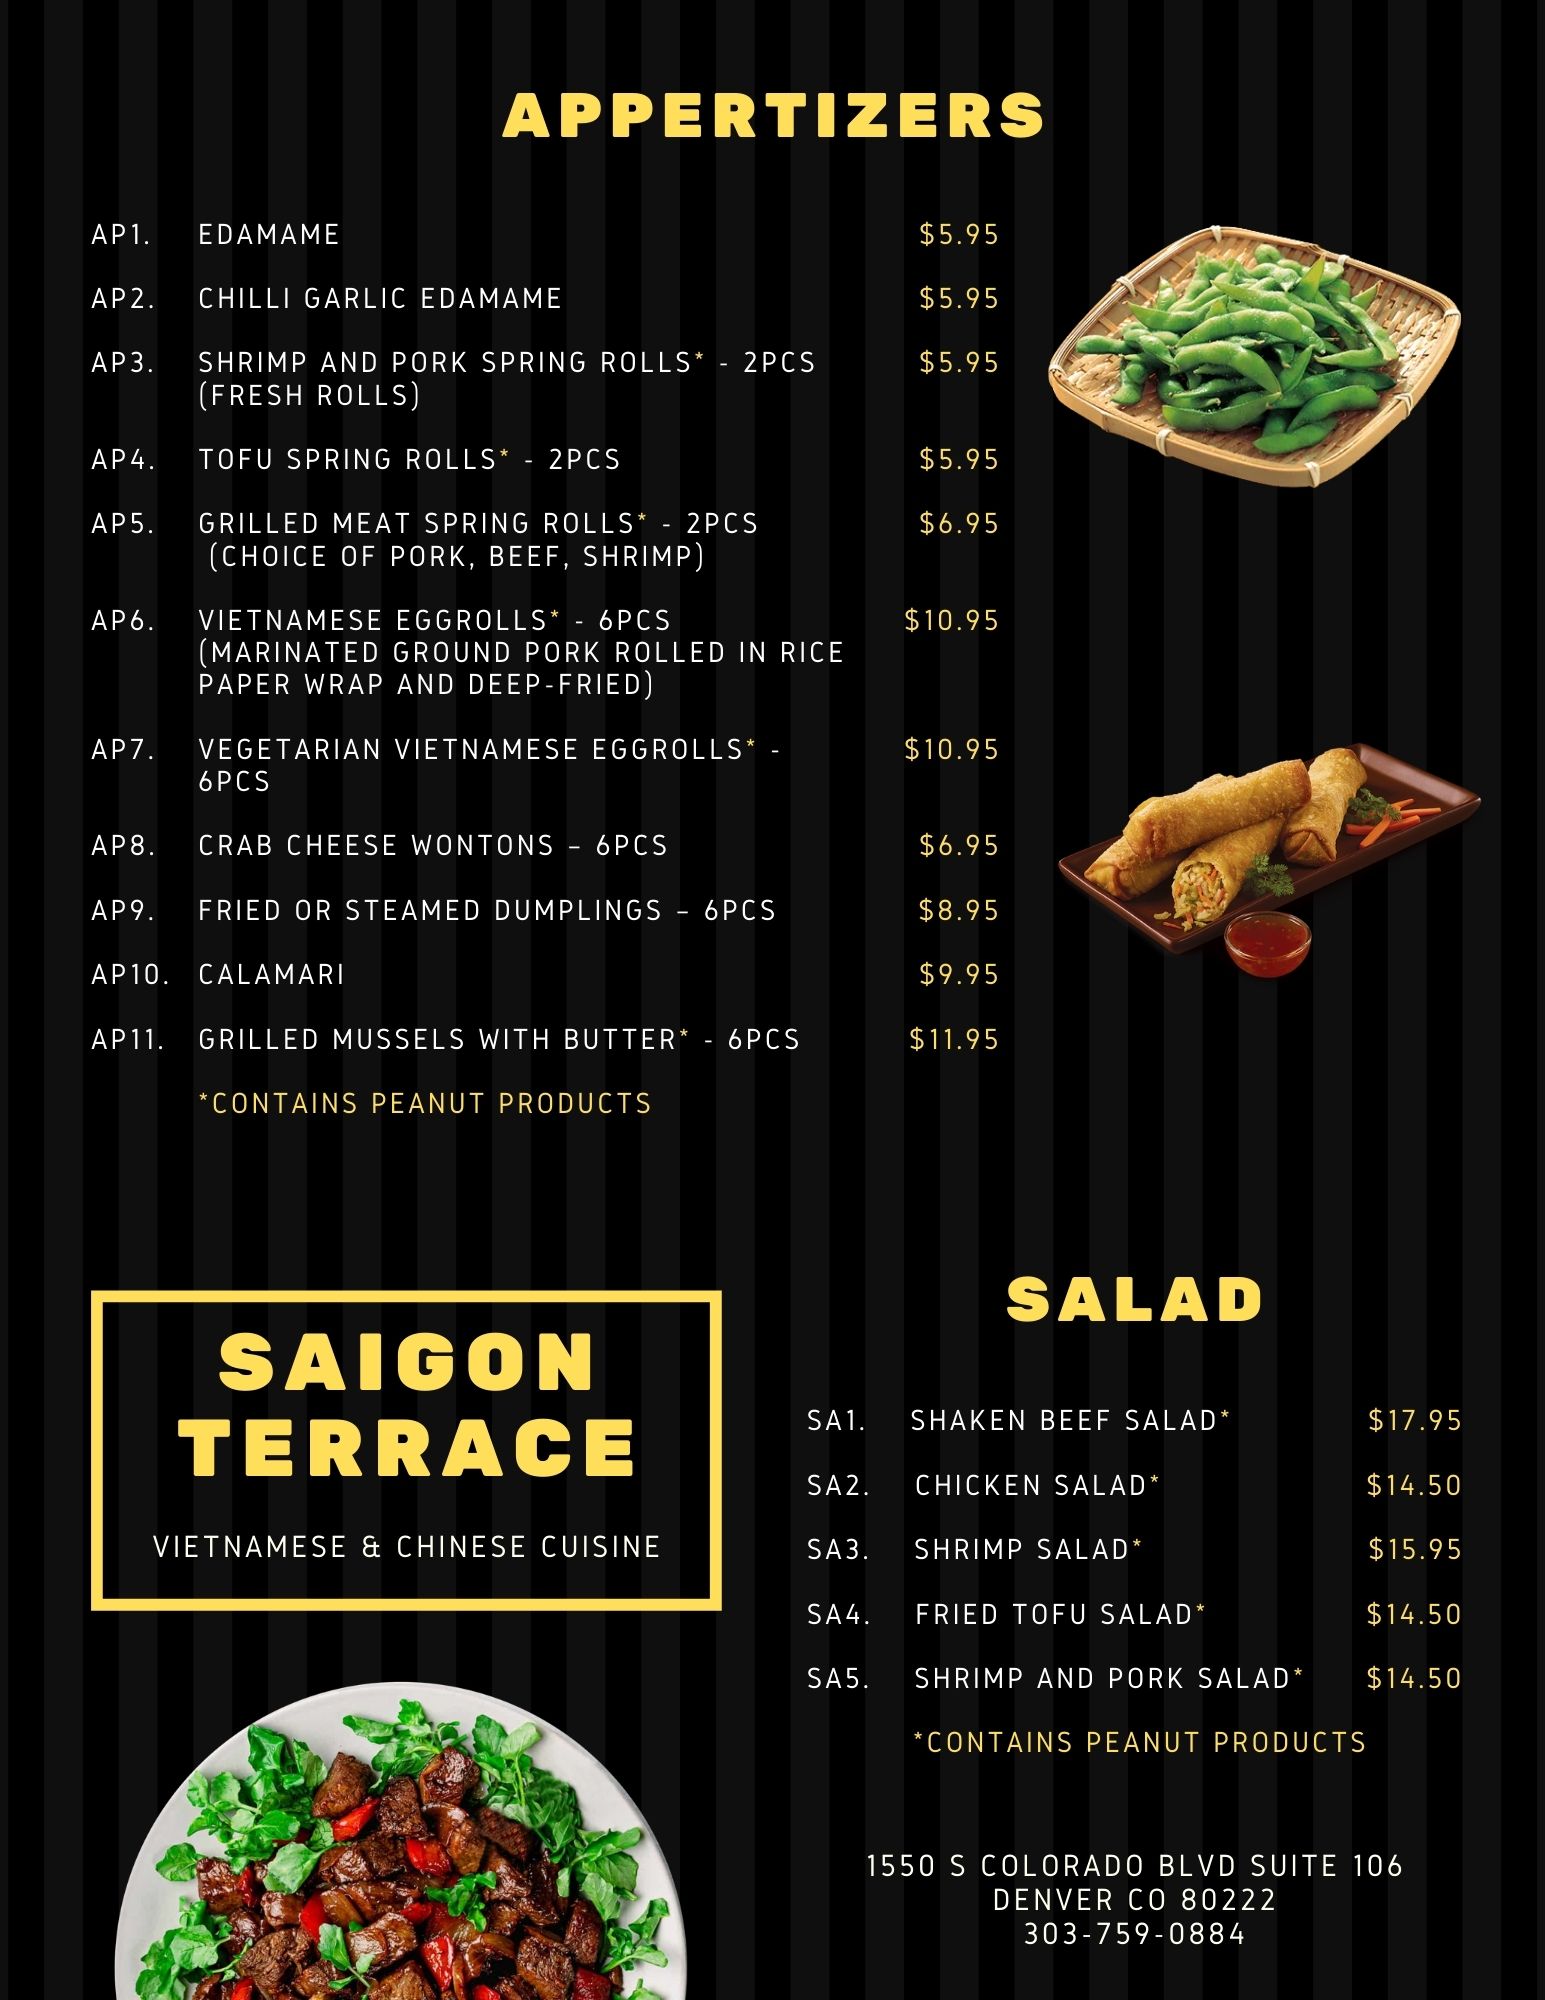 APPERTIZERS
AP1. EDAMAME $5.95
AP2. CHILLI GARLIC EDAMAME $5.95
AP3. SHRIMP AND PORK SPRING ROLLS* - 2PCS $5.95
(FRESH ROLLS)
AP4. TOFU SPRING ROLLS* - 2PCS $5.95
AP5. GRILLED MEAT SPRING ROLLS* - 2PCS $6.95
(CHOICE OF PORK, BEEF, SHRIMP)
AP6. VIETNAMESE EGGROLLS* - 6PCS $10.95
(MARINATED GROUND PORK ROLLED IN RICE
PAPER WRAP AND DEEP-FRIED)
AP7. VEGETARIAN VIETNAMESE EGGROLLS* - $10.95
6PCS
AP8. CRAB CHEESE WONTONS – 6PCS $6.95
AP9. FRIED OR STEAMED DUMPLINGS – 6PCS $8.95
AP10. CALAMARI $9.95
AP11. GRILLED MUSSELS WITH BUTTER* - 6PCS $11.95
*CONTAINS PEANUT PRODUCTS
SAIGON
TERRACE
VIETNAMESE & CHINESE CUISINE
SALAD
SA1. SHAKEN BEEF SALAD* $17.95
SA2. CHICKEN SALAD* $14.50
SA3. SHRIMP SALAD* $15.95
SA4. FRIED TOFU SALAD* $14.50
SA5. SHRIMP AND PORK SALAD* $14.50
*CONTAINS PEANUT PRODUCTS
1550 S COLORADO BLVD SUITE 106
DENVER CO 80222
303-759-0884